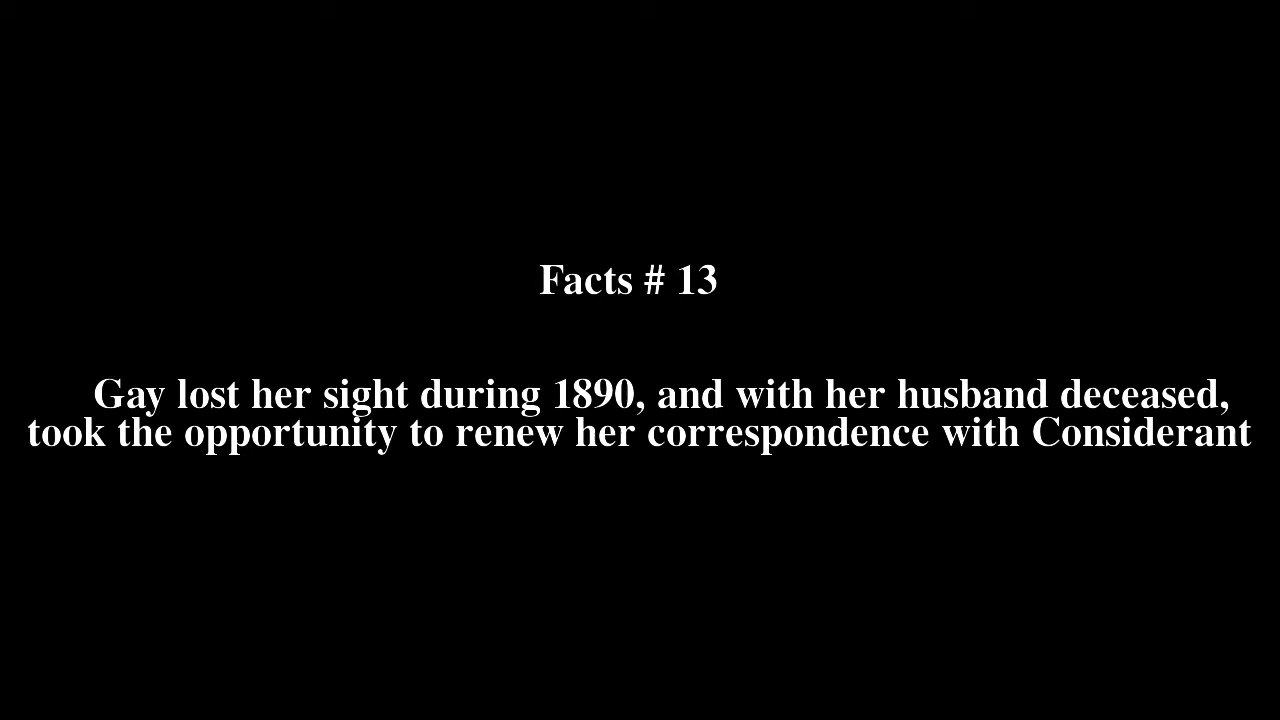 Facts # 13
Gay lost her sight during 1890, and with her husband deceased,
took the opportunity to renew her correspondence with Considerant